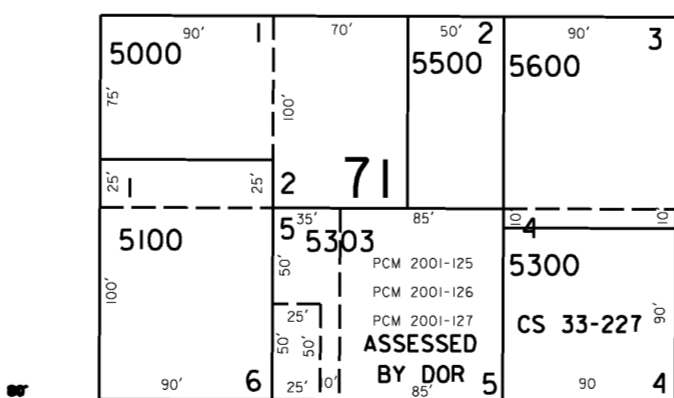 90' 1 70' 50' 2 90' 3
5000 5500 5600
75' 100'
25' 1 25' 2 71
5 35' 85' 10' 4 10'
5100 5303
50' PCM 2001-125 5300
100' PCM 2001-126
25' PCM 2001-127 CS 33-227 90'
50' 50' ASSESSED
BY DOR
90' 6 25' 10' 85' 5 90 4